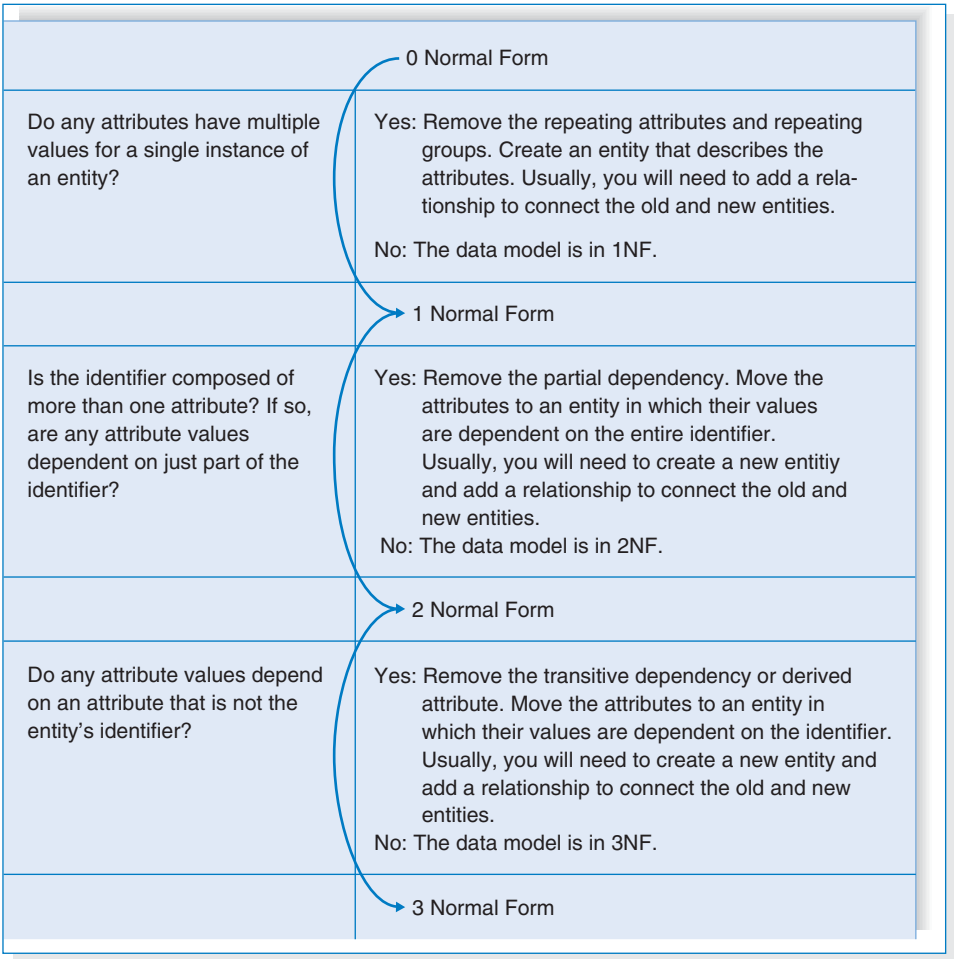 0 Normal Form
Do any attributes have multiple
values for a single instance of
an entity?
Yes: Remove the repeating attributes and repeating
groups. Create an entity that describes the
attributes. Usually, you will need to add a rela-
tionship to connect the old and new entities.
No: The data model is in 1NF.
1 Normal Form
Is the identifier composed of
more than one attribute? If so,
are any attribute values
dependent on just part of the
identifier?
Yes: Remove the partial dependency. Move the
attributes to an entity in which their values
are dependent on the entire identifier.
Usually, you will need to create a new entitiy
and add a relationship to connect the old and
new entities.
No: The data model is in 2NF.
2 Normal Form
Do any attribute values depend
on an attribute that is not the
entity's identifier?
Yes: Remove the transitive dependency or derived
attribute. Move the attributes to an entity in
which their values are dependent on the identifier.
Usually, you will need to create a new entity and
add a relationship to connect the old and new
entities.
No: The data model is in 3NF.
3 Normal Form